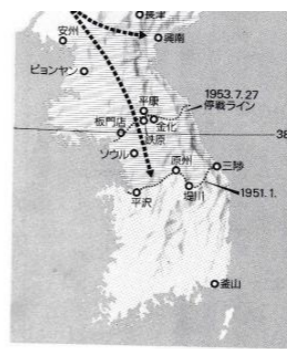 長津
安州
興南
ピョンヤン
1953.7.27
停戦ライン
平康
金化
板門店
鉄原
38
ソウル
原州
三陟
平沢
堤川
1951.1.
釜山